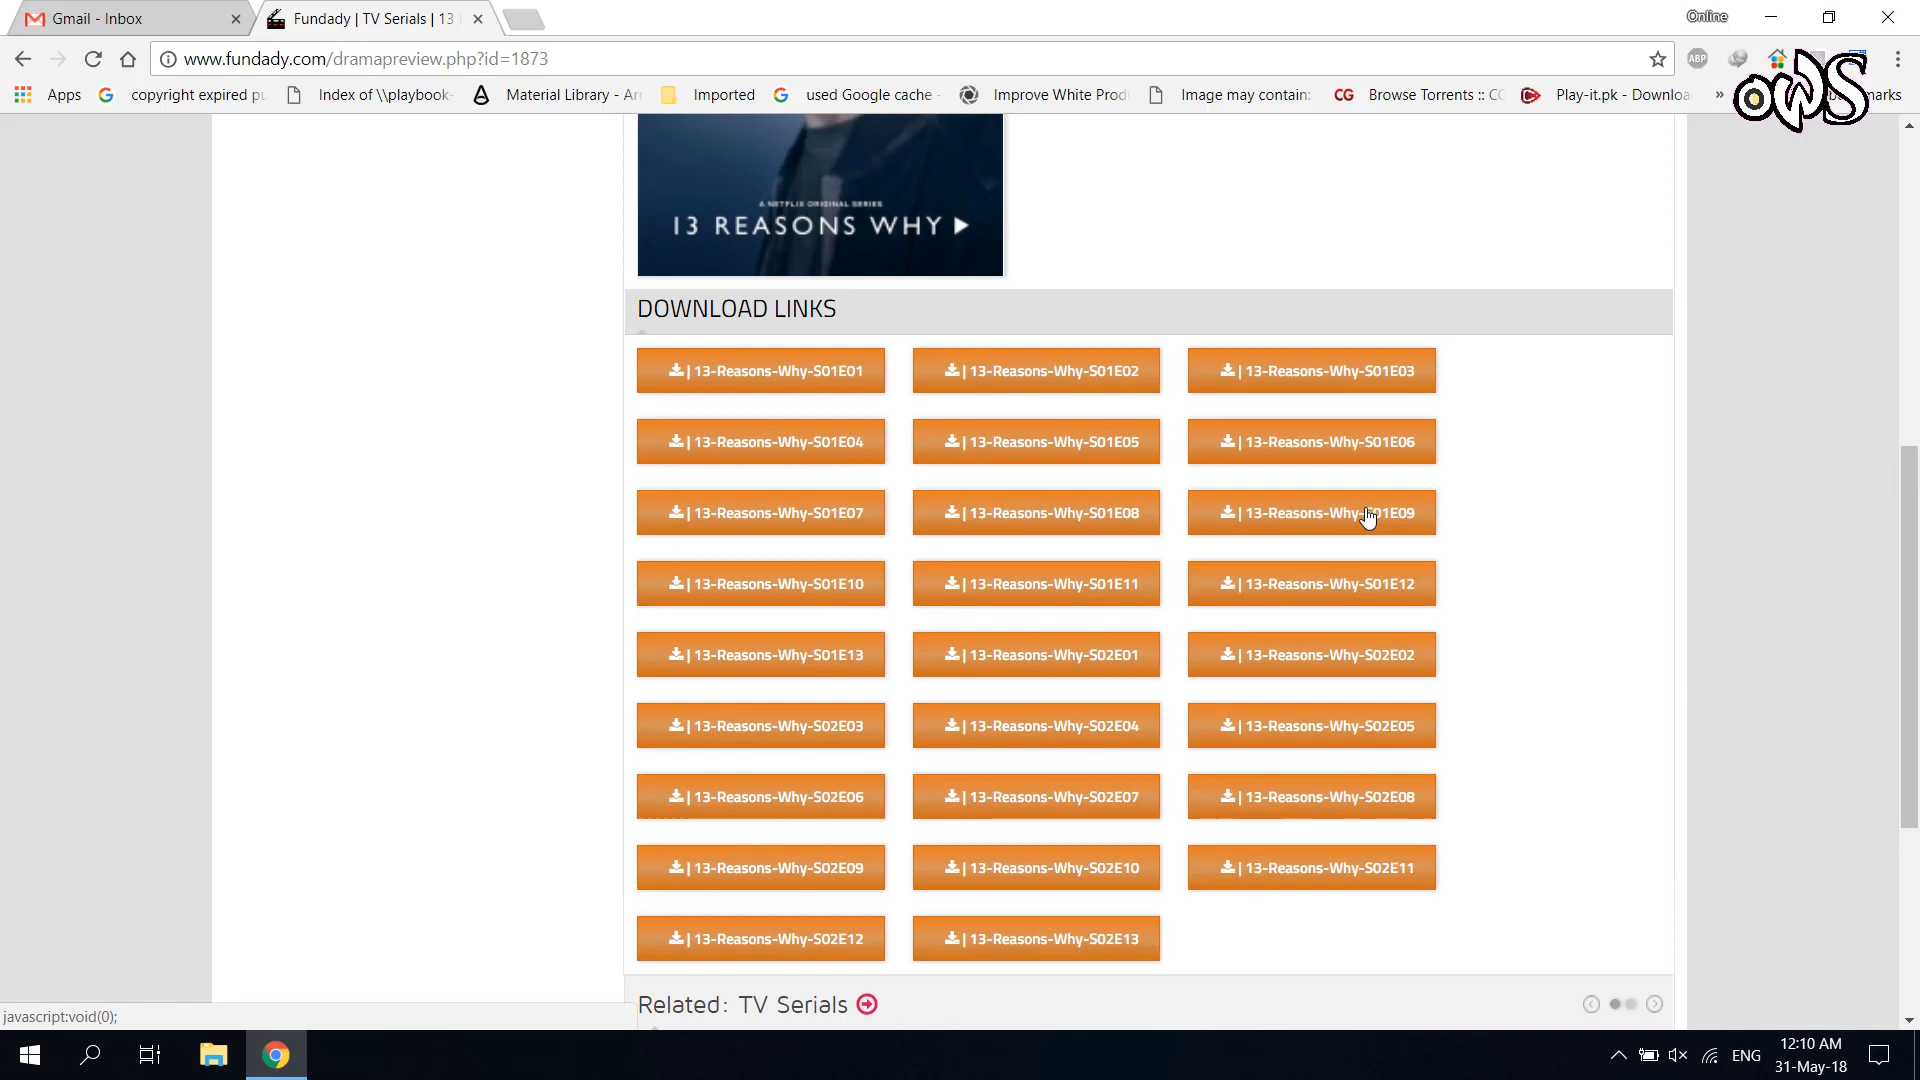 Gmail - Inbox
Fundady | TV Serials | 13
Online
www.fundady.com/dramapreview.php?id=1873
ABP
Apps
copyright expired pu
Index of \\playbook-
Material Library - Arr
Imported
used Google cache -
Improve White Prod
Image may contain:
CG Browse Torrents :: CG
Play-it.pk - Downloa
»
marks
OWS
A NETFLIX ORIGINAL SERIES
13 REASONS WHY
DOWNLOAD LINKS
| 13-Reasons-Why-S01E01
| 13-Reasons-Why-S01E02
| 13-Reasons-Why-S01E03
| 13-Reasons-Why-S01E04
| 13-Reasons-Why-S01E05
| 13-Reasons-Why-S01E06
| 13-Reasons-Why-S01E07
| 13-Reasons-Why-S01E08
| 13-Reasons-Why-S01E09
| 13-Reasons-Why-S01E10
| 13-Reasons-Why-S01E11
| 13-Reasons-Why-S01E12
| 13-Reasons-Why-S01E13
| 13-Reasons-Why-S02E01
| 13-Reasons-Why-S02E02
| 13-Reasons-Why-S02E03
| 13-Reasons-Why-S02E04
| 13-Reasons-Why-S02E05
| 13-Reasons-Why-S02E06
| 13-Reasons-Why-S02E07
| 13-Reasons-Why-S02E08
| 13-Reasons-Why-S02E09
| 13-Reasons-Why-S02E10
| 13-Reasons-Why-S02E11
| 13-Reasons-Why-S02E12
| 13-Reasons-Why-S02E13
Related: TV Serials
javascript:void(0);
ENG
12:10 AM
31-May-18